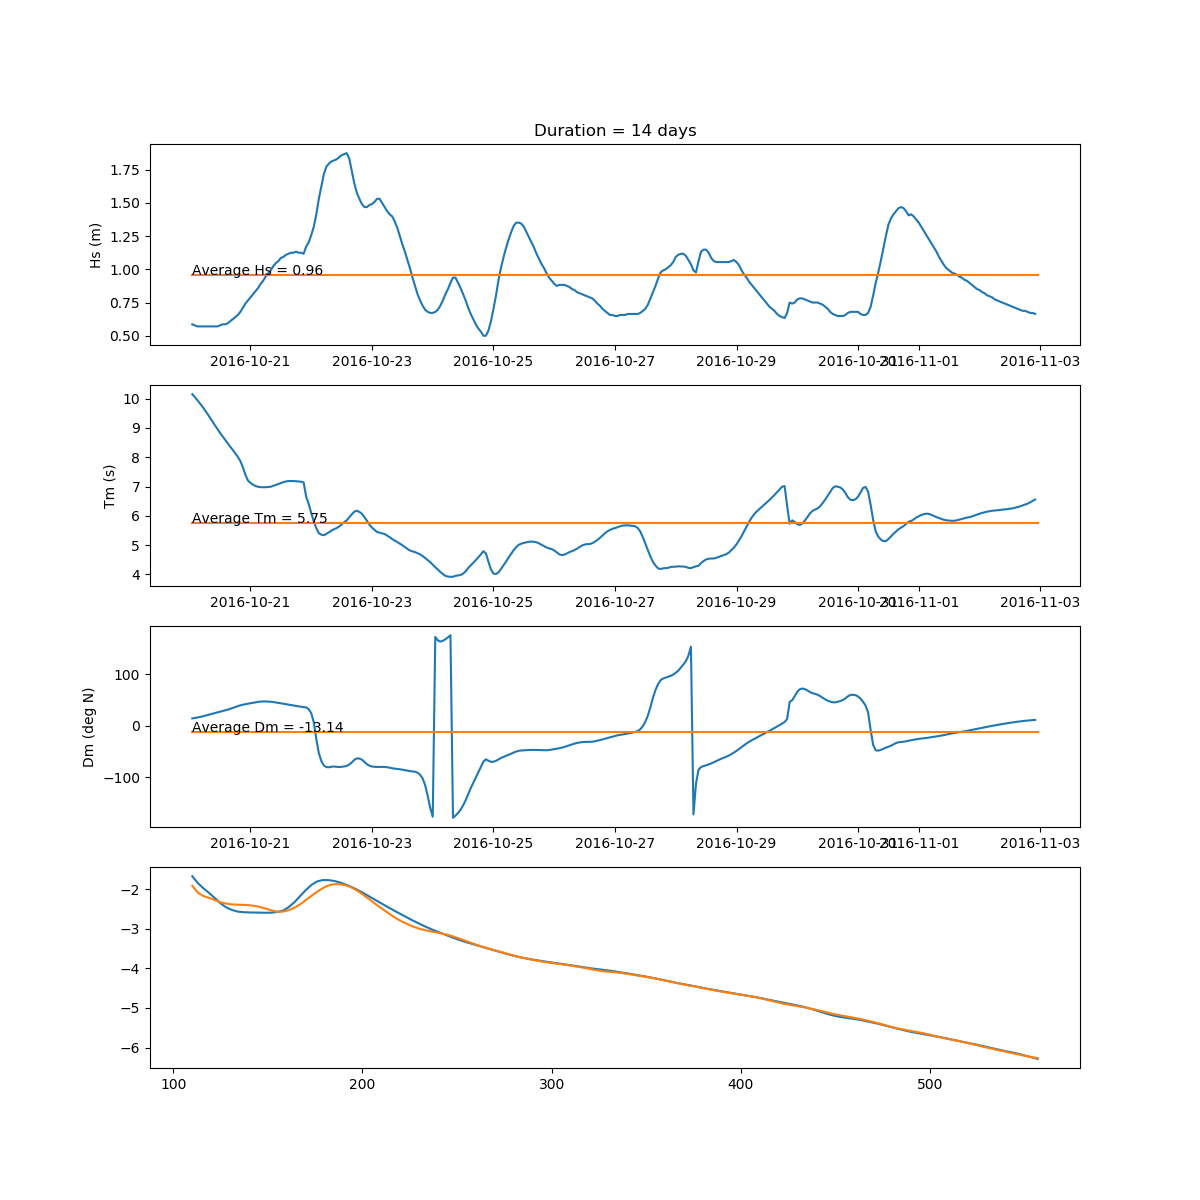 Duration = 14 days
1.75
1.50
1.25
1.00
0.75
0.50
Hs (m)
Average Hs = 0.96
2016-10-21 2016-10-23 2016-10-25 2016-10-27 2016-10-29 2016-10-31 2016-11-01 2016-11-03
10
9
8
7
6
5
4
Tm (s)
Average Tm = 5.75
2016-10-21 2016-10-23 2016-10-25 2016-10-27 2016-10-29 2016-10-31 2016-11-01 2016-11-03
100
0
−100
Dm (deg N)
Average Dm = -13.14
2016-10-21 2016-10-23 2016-10-25 2016-10-27 2016-10-29 2016-10-31 2016-11-01 2016-11-03
−2
−3
−4
−5
−6
100 200 300 400 500